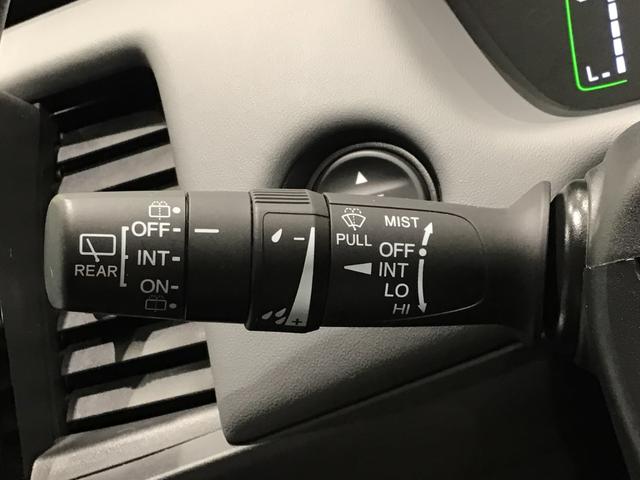 OFF
INT
ON
REAR
-
+
PULL
MIST
OFF
INT
LO
HI
L